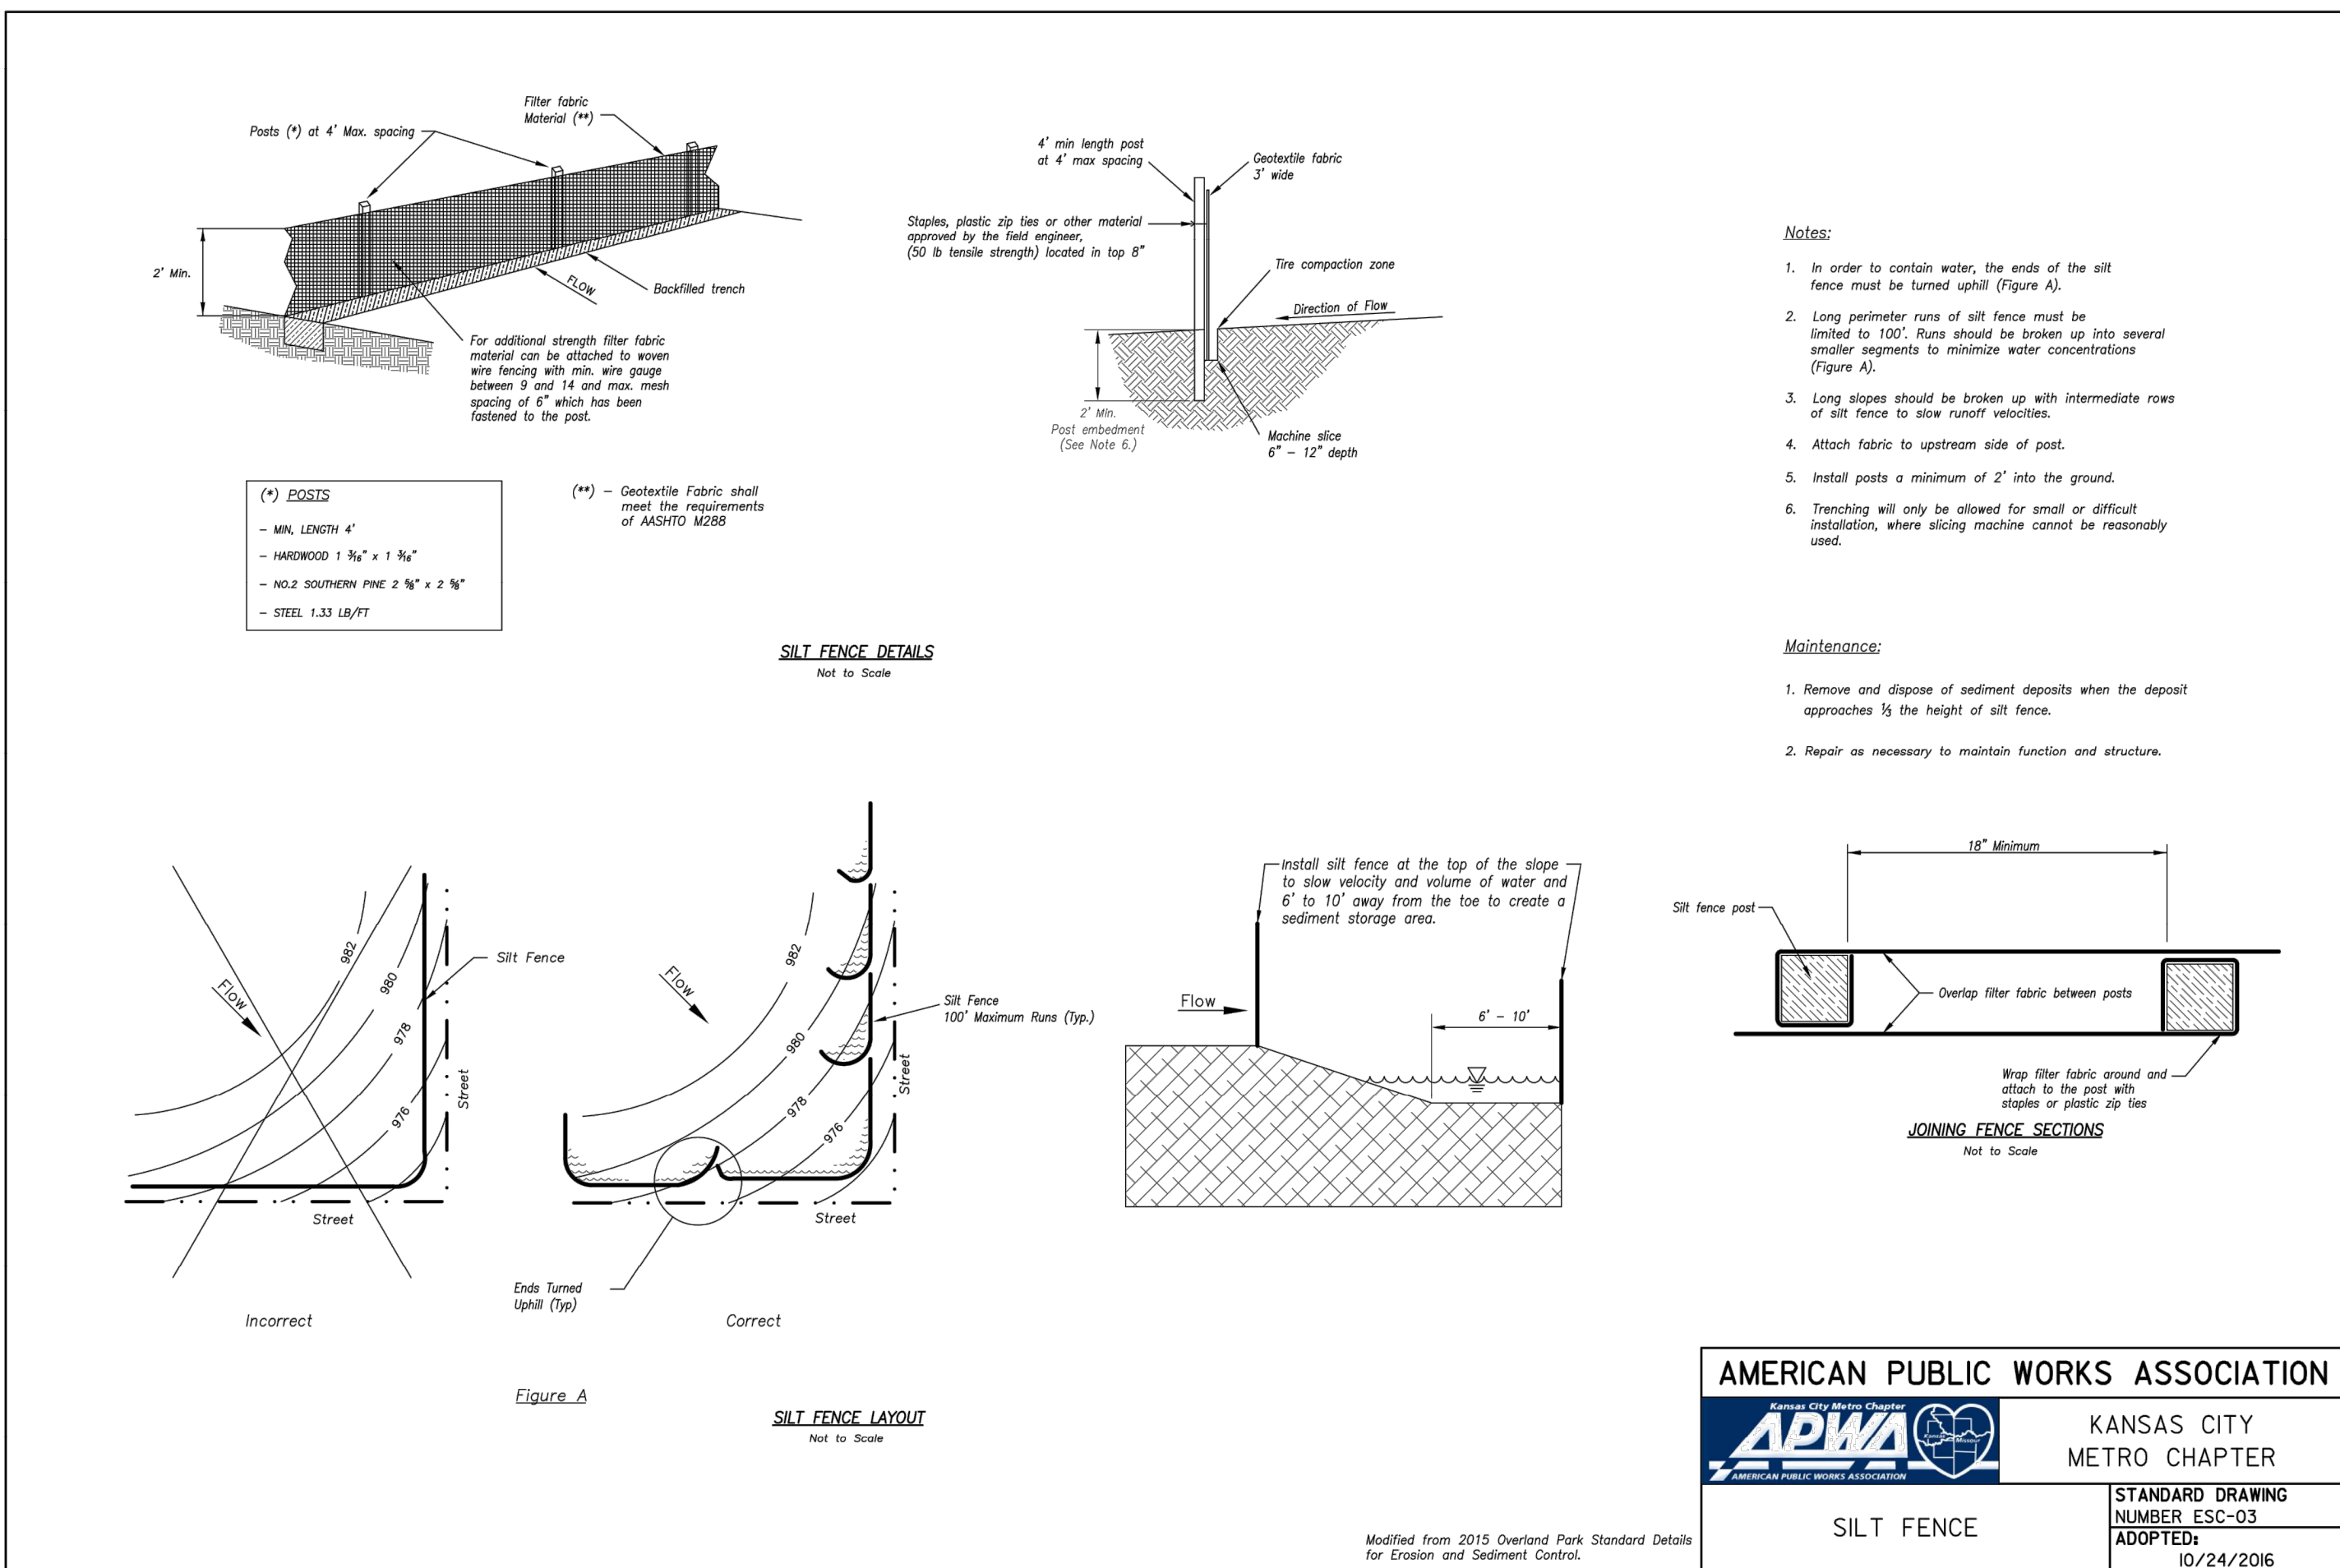 Filter fabric
Material (**)
Posts (*) at 4' Max. spacing
2' Min.
FLOW
Backfilled trench
For additional strength filter fabric
material can be attached to woven
wire fencing with min. wire gauge
between 9 and 14 and max. mesh
spacing of 6" which has been
fastened to the post.
4' min length post
at 4' max spacing
Geotextile fabric
3' wide
Staples, plastic zip ties or other material
approved by the field engineer,
(50 lb tensile strength) located in top 8"
Tire compaction zone
Direction of Flow
2' Min.
Post embedment
(See Note 6.)
Machine slice
6" – 12" depth
(*) POSTS
– MIN, LENGTH 4'
– HARDWOOD 1 3/16" x 1 3/16"
– NO.2 SOUTHERN PINE 2 5/8" x 2 5/8"
– STEEL 1.33 LB/FT
(**) – Geotextile Fabric shall
meet the requirements
of AASHTO M288
SILT FENCE DETAILS
Not to Scale
Notes:
1. In order to contain water, the ends of the silt
fence must be turned uphill (Figure A).
2. Long perimeter runs of silt fence must be
limited to 100'. Runs should be broken up into several
smaller segments to minimize water concentrations
(Figure A).
3. Long slopes should be broken up with intermediate rows
of silt fence to slow runoff velocities.
4. Attach fabric to upstream side of post.
5. Install posts a minimum of 2' into the ground.
6. Trenching will only be allowed for small or difficult
installation, where slicing machine cannot be reasonably
used.
Maintenance:
1. Remove and dispose of sediment deposits when the deposit
approaches 1/3 the height of silt fence.
2. Repair as necessary to maintain function and structure.
982
980
978
976
Flow
Silt Fence
Street
Street
Incorrect
982
980
978
976
Flow
Silt Fence
100' Maximum Runs (Typ.)
Street
Street
Ends Turned
Uphill (Typ)
Correct
Figure A
SILT FENCE LAYOUT
Not to Scale
Install silt fence at the top of the slope
to slow velocity and volume of water and
6' to 10' away from the toe to create a
sediment storage area.
Flow
6' – 10'
18" Minimum
Silt fence post
Overlap filter fabric between posts
Wrap filter fabric around and
attach to the post with
staples or plastic zip ties
JOINING FENCE SECTIONS
Not to Scale
Modified from 2015 Overland Park Standard Details
for Erosion and Sediment Control.
AMERICAN PUBLIC WORKS ASSOCIATION
Kansas City Metro Chapter
APWA
AMERICAN PUBLIC WORKS ASSOCIATION
Kansas
Missouri
KANSAS CITY
METRO CHAPTER
SILT FENCE
STANDARD DRAWING
NUMBER ESC-03
ADOPTED:
10/24/2016